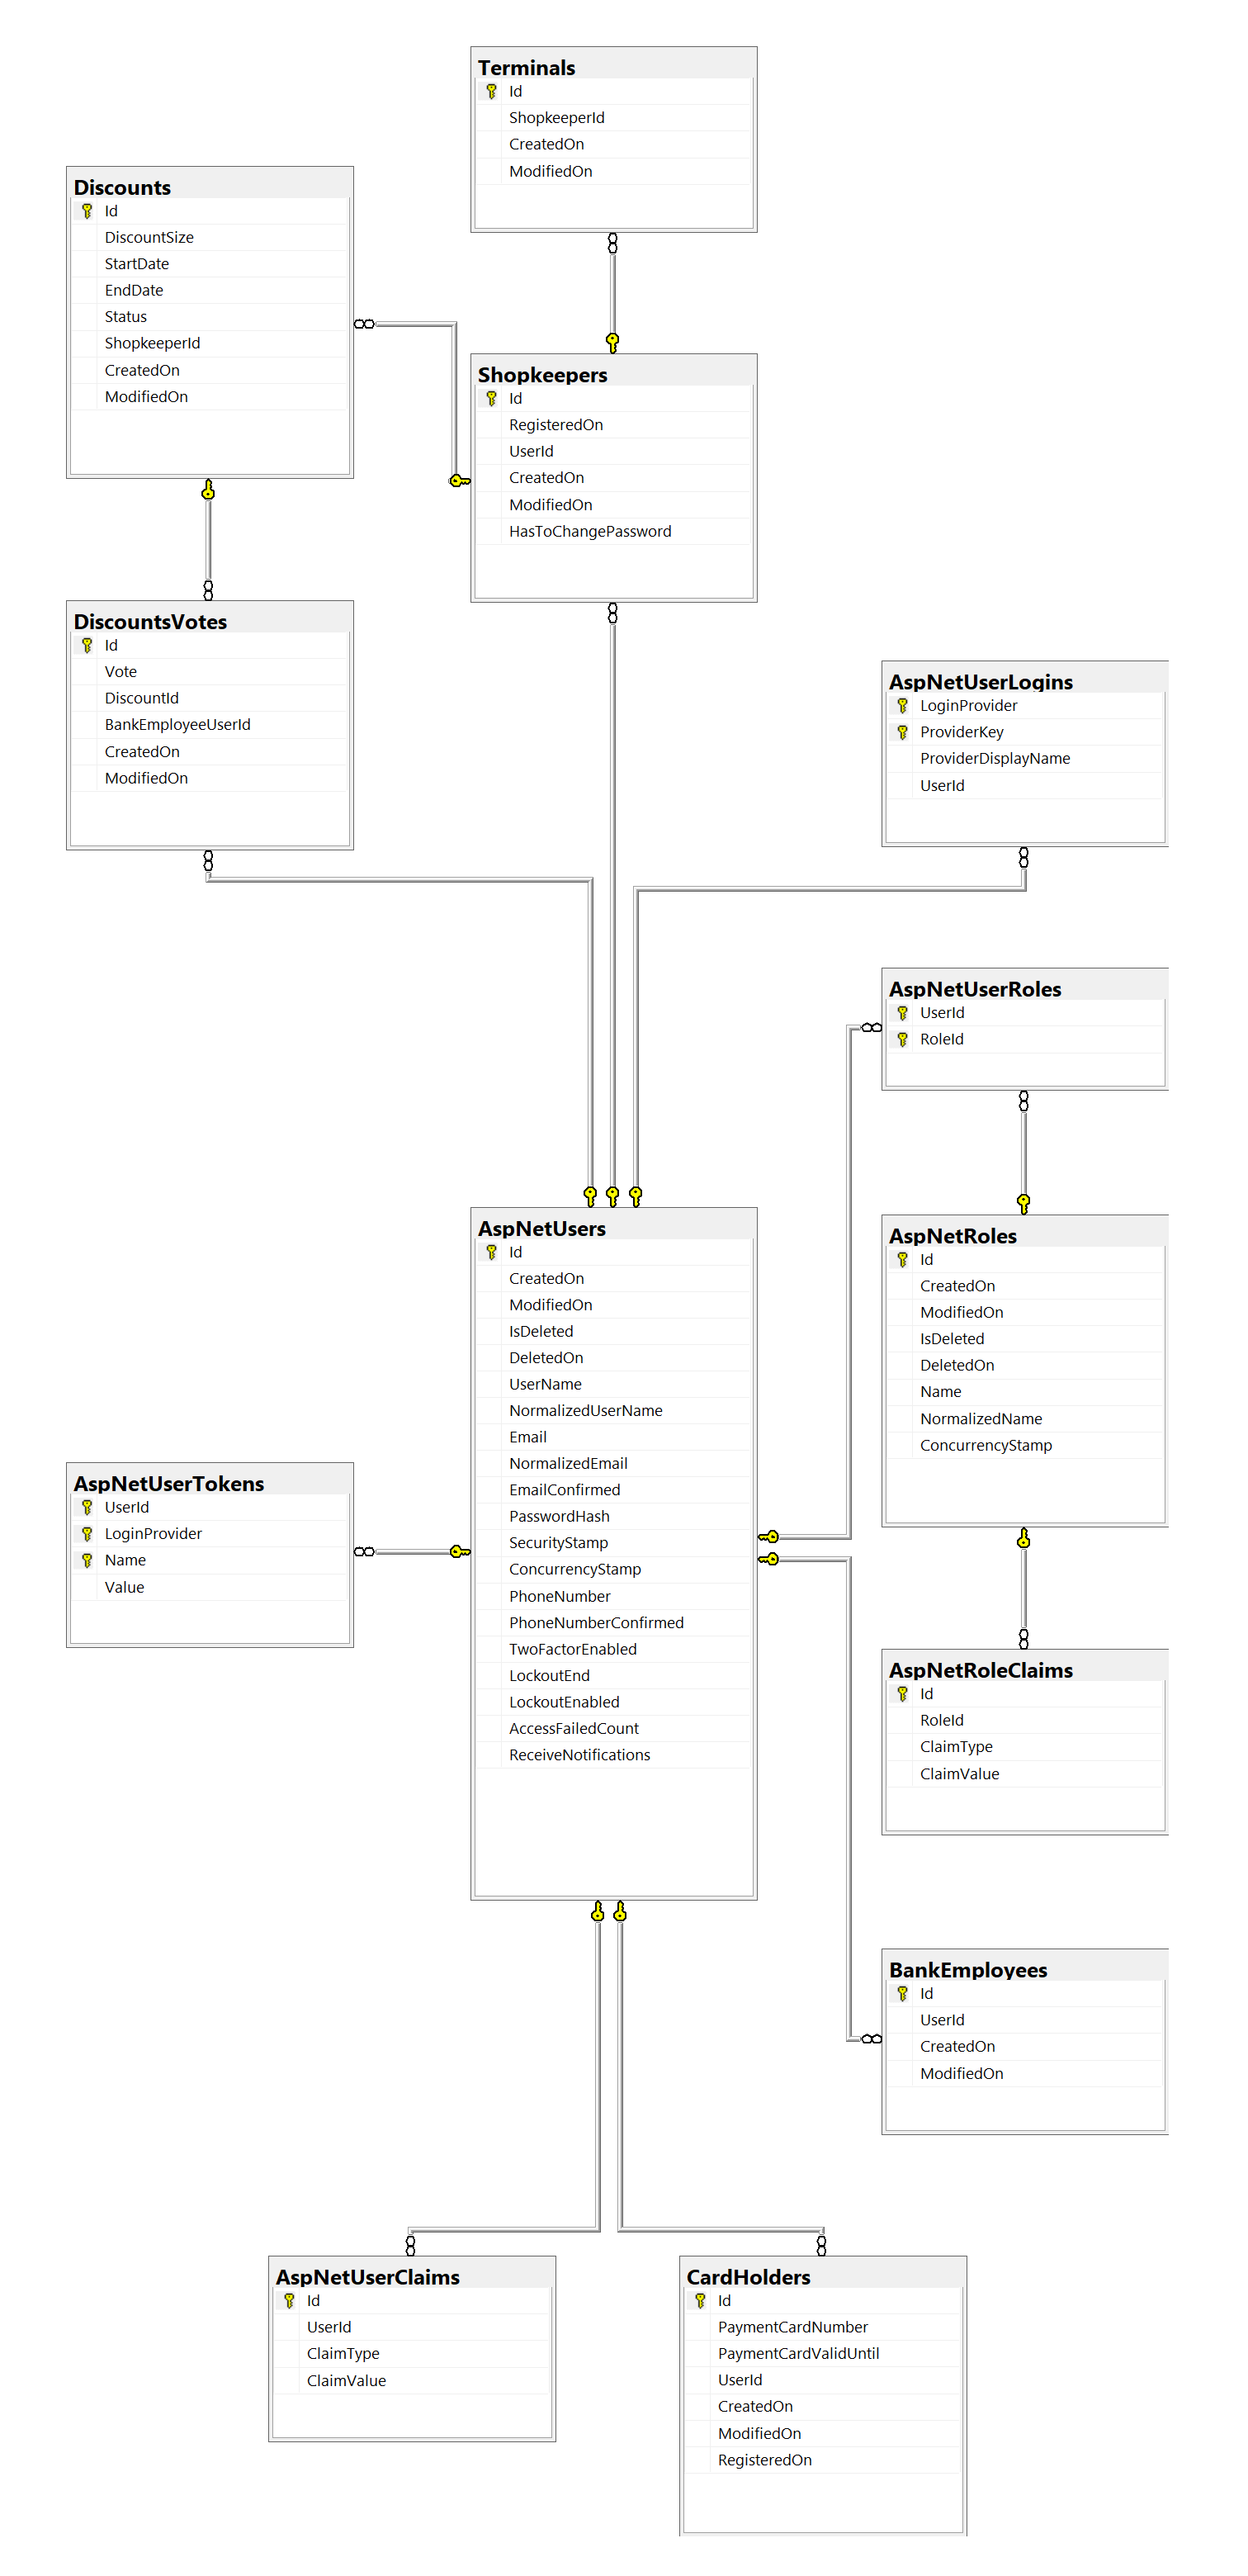 Terminals
Id
ShopkeeperId
CreatedOn
ModifiedOn
Discounts
Id
DiscountSize
StartDate
EndDate
Status
ShopkeeperId
CreatedOn
ModifiedOn
Shopkeepers
Id
RegisteredOn
UserId
CreatedOn
ModifiedOn
HasToChangePassword
DiscountsVotes
Id
Vote
DiscountId
BankEmployeeUserId
CreatedOn
ModifiedOn
AspNetUserLogins
LoginProvider
ProviderKey
ProviderDisplayName
UserId
AspNetUserRoles
UserId
RoleId
AspNetUsers
Id
CreatedOn
ModifiedOn
IsDeleted
DeletedOn
UserName
NormalizedUserName
Email
NormalizedEmail
EmailConfirmed
PasswordHash
SecurityStamp
ConcurrencyStamp
PhoneNumber
PhoneNumberConfirmed
TwoFactorEnabled
LockoutEnd
LockoutEnabled
AccessFailedCount
ReceiveNotifications
AspNetRoles
Id
CreatedOn
ModifiedOn
IsDeleted
DeletedOn
Name
NormalizedName
ConcurrencyStamp
AspNetUserTokens
UserId
LoginProvider
Name
Value
AspNetRoleClaims
Id
RoleId
ClaimType
ClaimValue
BankEmployees
Id
UserId
CreatedOn
ModifiedOn
AspNetUserClaims
Id
UserId
ClaimType
ClaimValue
CardHolders
Id
PaymentCardNumber
PaymentCardValidUntil
UserId
CreatedOn
ModifiedOn
RegisteredOn